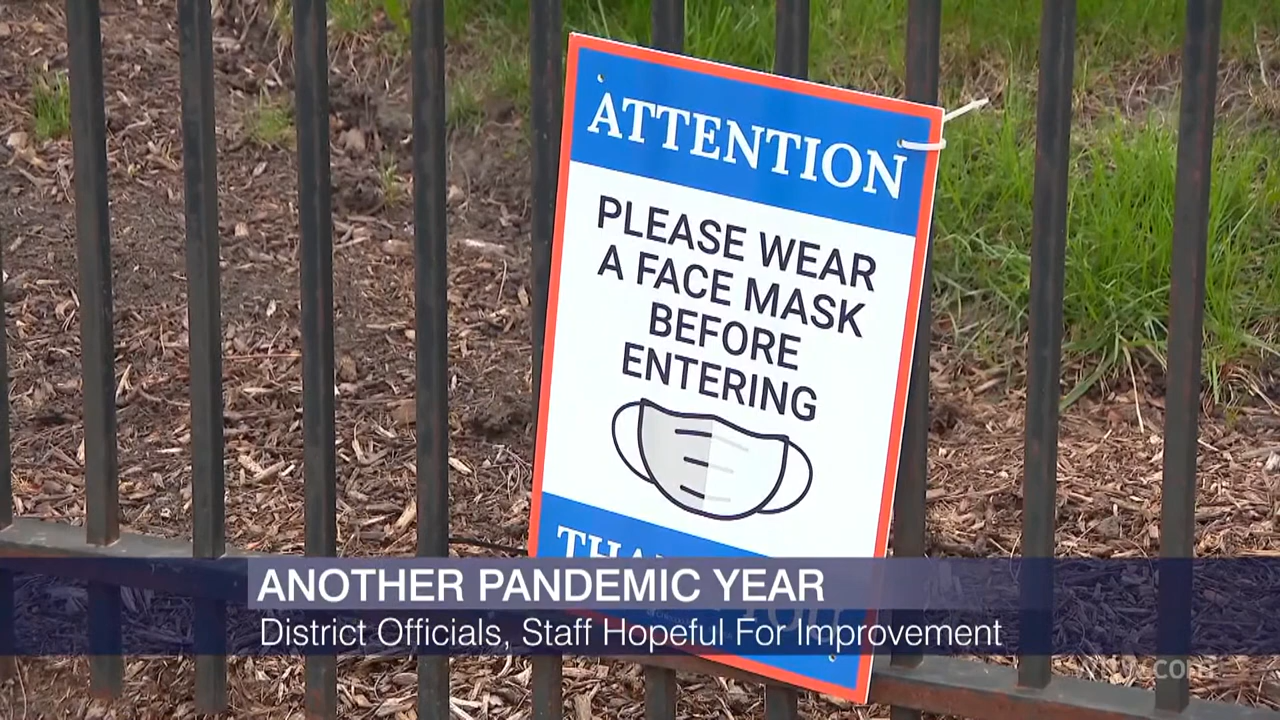 ATTENTION
PLEASE WEAR
A FACE MASK
BEFORE
ENTERING
ANOTHER PANDEMIC YEAR
District Officials, Staff Hopeful For Improvement